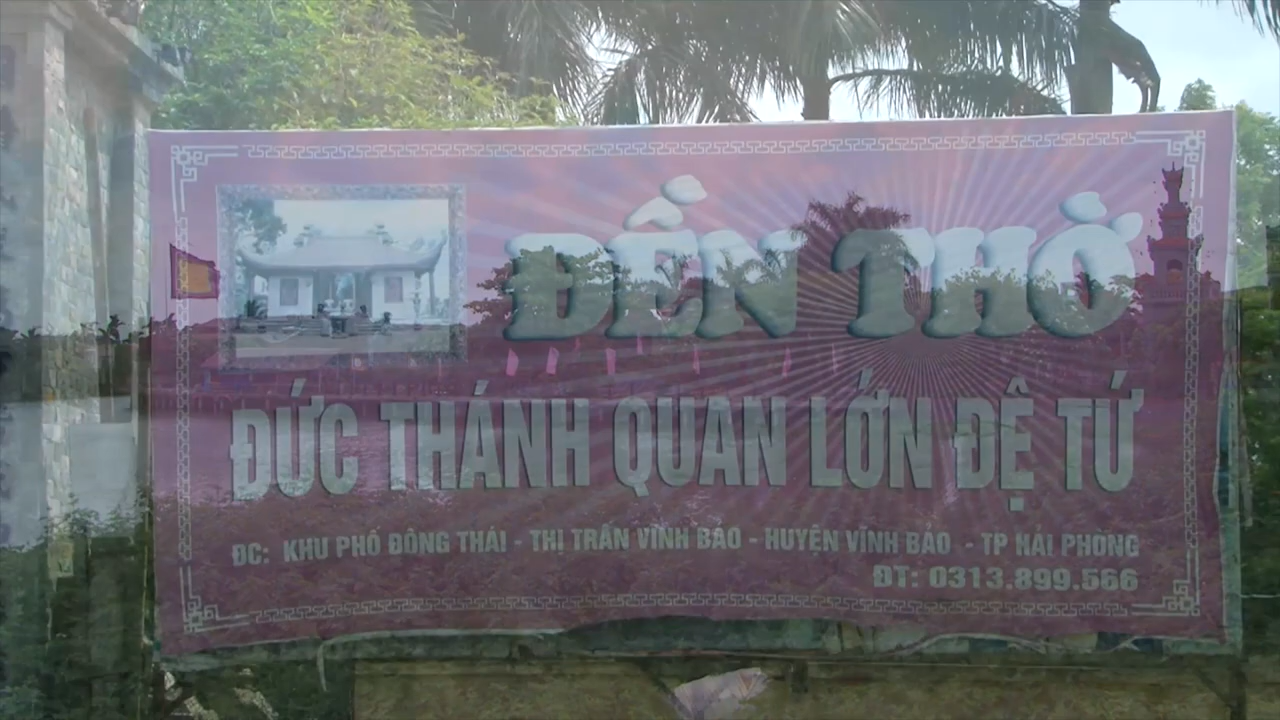 ĐỀN THỜ
ĐỨC THÁNH QUAN LỚN ĐỆ TỨ
ĐC: KHU PHỐ ĐÔNG THÁI - THỊ TRẤN VĨNH BẢO - HUYỆN VĨNH BẢO - TP HẢI PHÒNG
ĐT: 0313.899.566